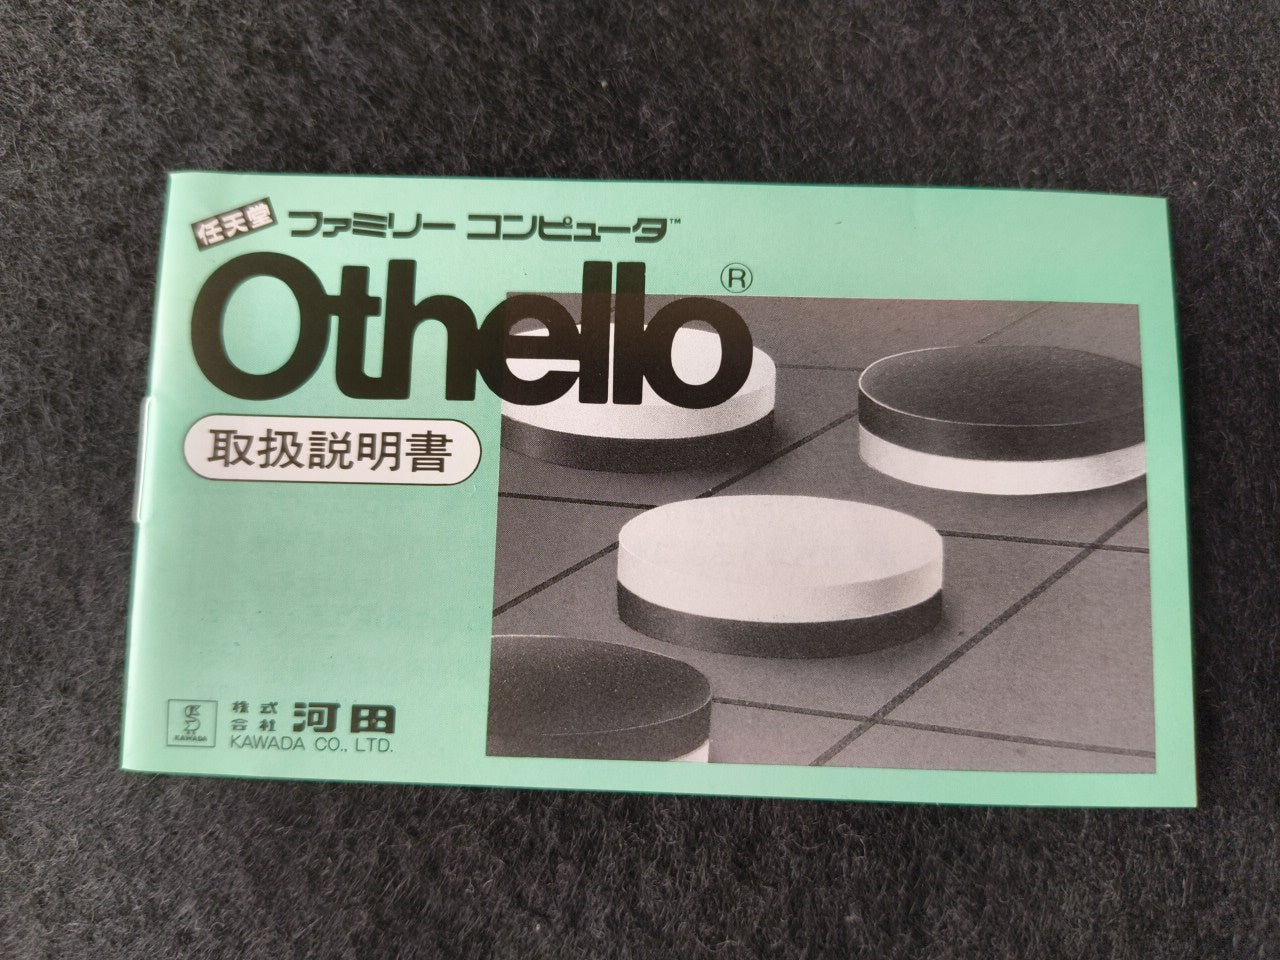 任天堂 ファミリー コンピュータ™
Othello®
取扱説明書
KAWADA
株式会社 河田
KAWADA CO., LTD.